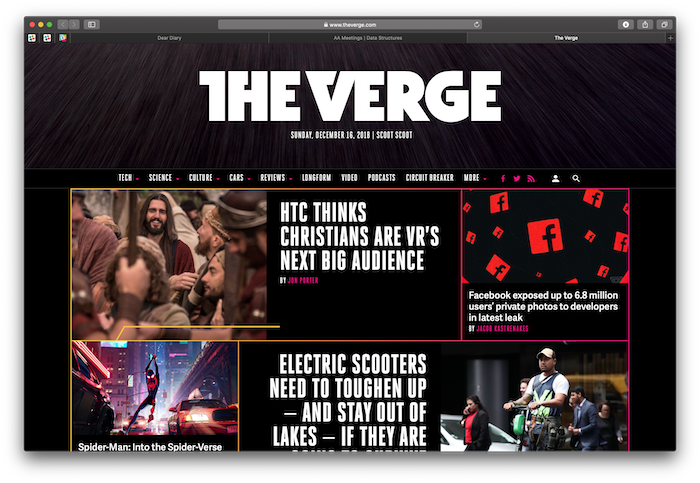 www.theverge.com
Dear Diary
AA Meetings | Data Structures
The Verge
THE VERGE
SUNDAY, DECEMBER 16, 2018 | SCOOT SCOOT
TECH SCIENCE CULTURE CARS REVIEWS LONGFORM VIDEO PODCASTS CIRCUIT BREAKER MORE
HTC THINKS
CHRISTIANS ARE VR'S
NEXT BIG AUDIENCE
BY JON PORTER
Facebook exposed up to 6.8 million
users' private photos to developers
in latest leak
BY JACOB KASTRENAKES
Spider-Man: Into the Spider-Verse
ELECTRIC SCOOTERS
NEED TO TOUGHEN UP
— AND STAY OUT OF
LAKES — IF THEY ARE
GOING TO SURVIVE